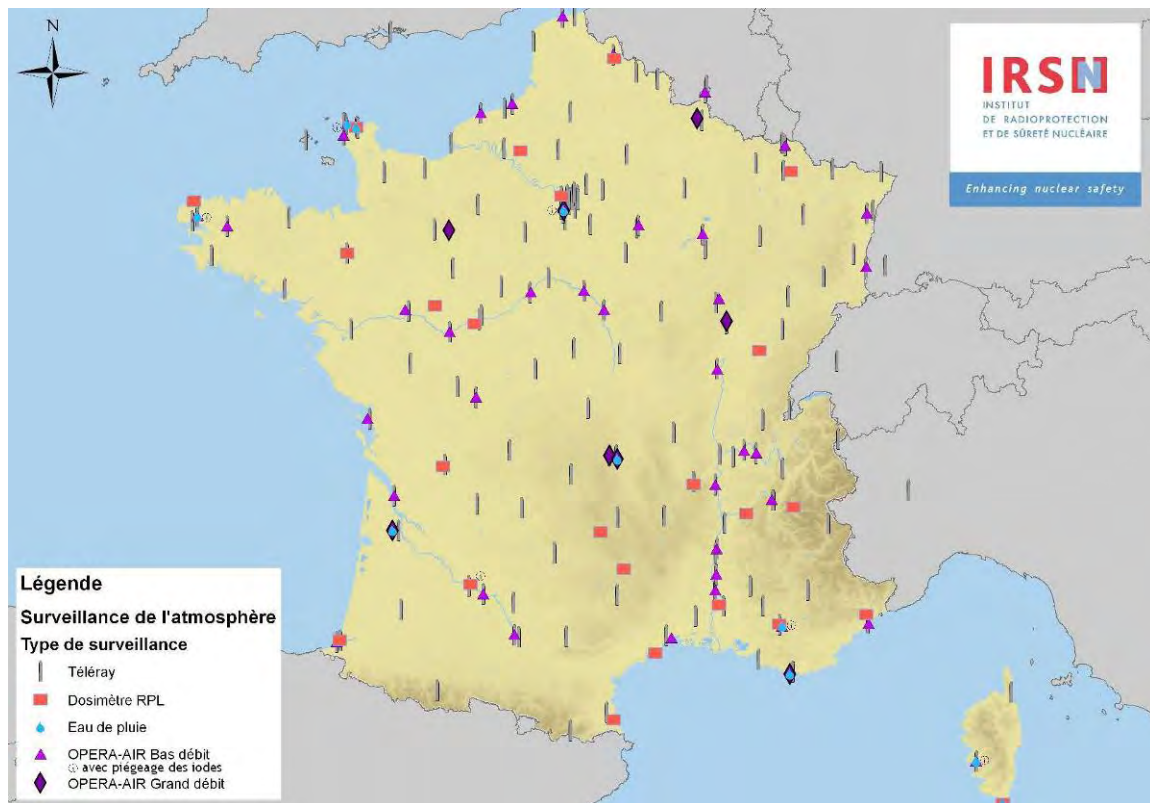 N
IRSN
INSTITUT
DE RADIOPROTECTION
ET DE SÛRETÉ NUCLÉAIRE
Enhancing nuclear safety
Légende
Surveillance de l'atmosphère
Type de surveillance
Téléray
Dosimètre RPL
Eau de pluie
OPERA-AIR Bas débit
avec piégeage des iodes
OPERA-AIR Grand débit